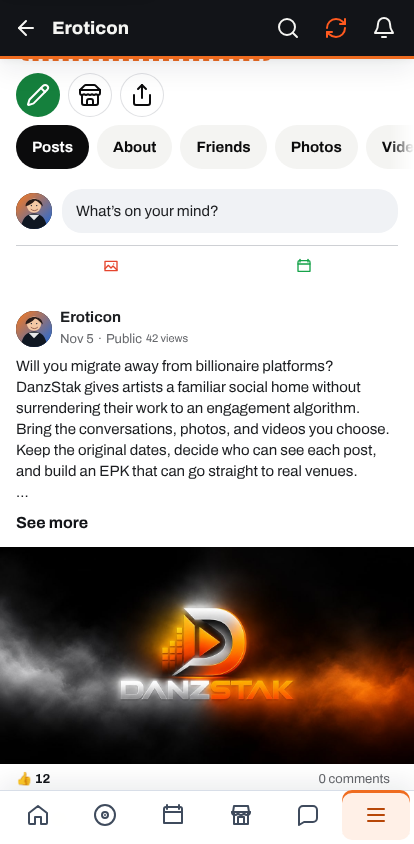 Eroticon
Posts
About
Friends
Photos
What's on your mind?
Eroticon
Nov 5 · Public 42 views
Will you migrate away from billionaire platforms?
DanzStak gives artists a familiar social home without
surrendering their work to an engagement algorithm.
Bring the conversations, photos, and videos you choose.
Keep the original dates, decide who can see each post,
and build an EPK that can go straight to real venues.
...
See more
DANZSTAK
👍 12
0 comments